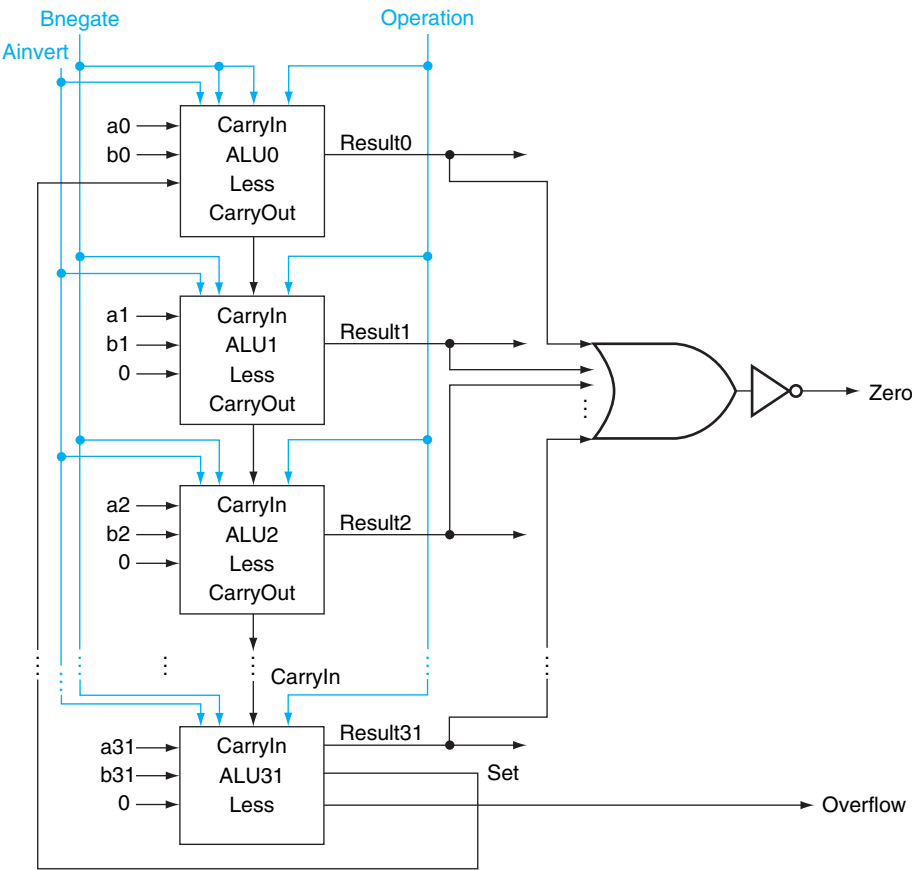 Bnegate
Operation
Ainvert
a0
b0
CarryIn
ALU0
Less
CarryOut
Result0
a1
b1
0
CarryIn
ALU1
Less
CarryOut
Result1
Zero
a2
b2
0
CarryIn
ALU2
Less
CarryOut
Result2
CarryIn
a31
b31
0
CarryIn
ALU31
Less
Result31
Set
Overflow